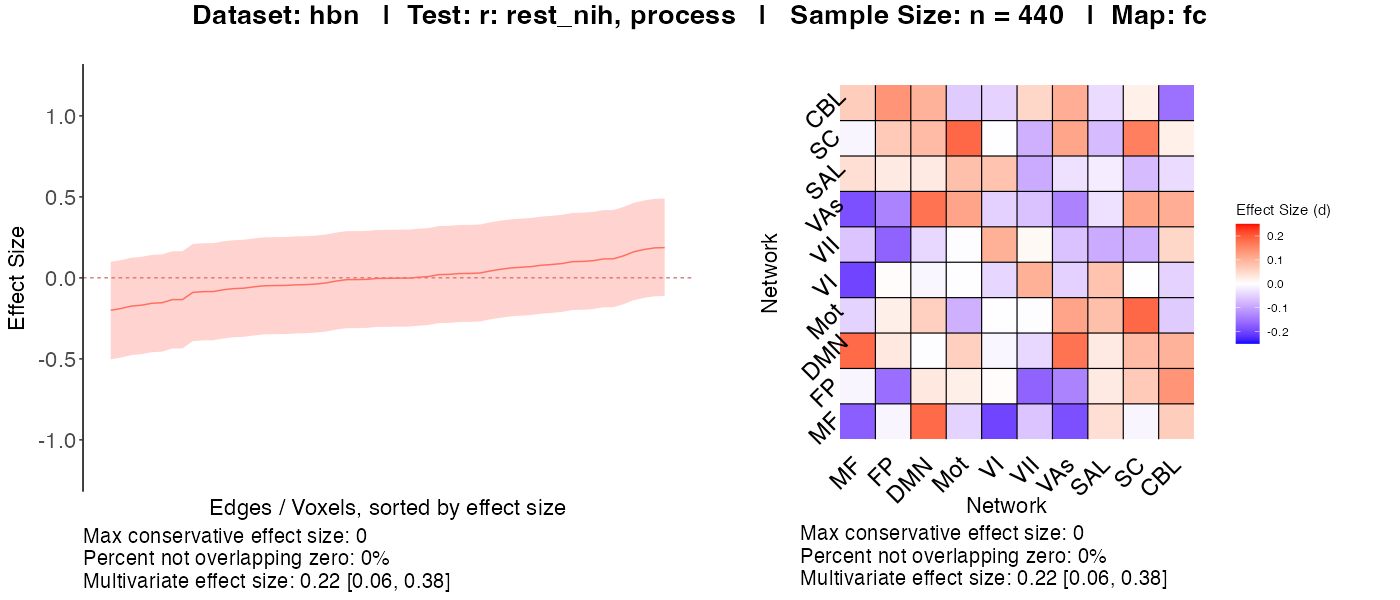 Dataset: hbn | Test: r: rest_nih, process | Sample Size: n = 440 | Map: fc
Effect Size
1.0
0.5
0.0
-0.5
-1.0
Edges / Voxels, sorted by effect size
Max conservative effect size: 0
Percent not overlapping zero: 0%
Multivariate effect size: 0.22 [0.06, 0.38]
Network
CBL
SC
SAL
VAs
VII
VI
Mot
DMN
FP
MF
MF FP DMN Mot VI VII VAs SAL SC CBL
Network
Effect Size (d)
0.2
0.1
0.0
-0.1
-0.2
Max conservative effect size: 0
Percent not overlapping zero: 0%
Multivariate effect size: 0.22 [0.06, 0.38]